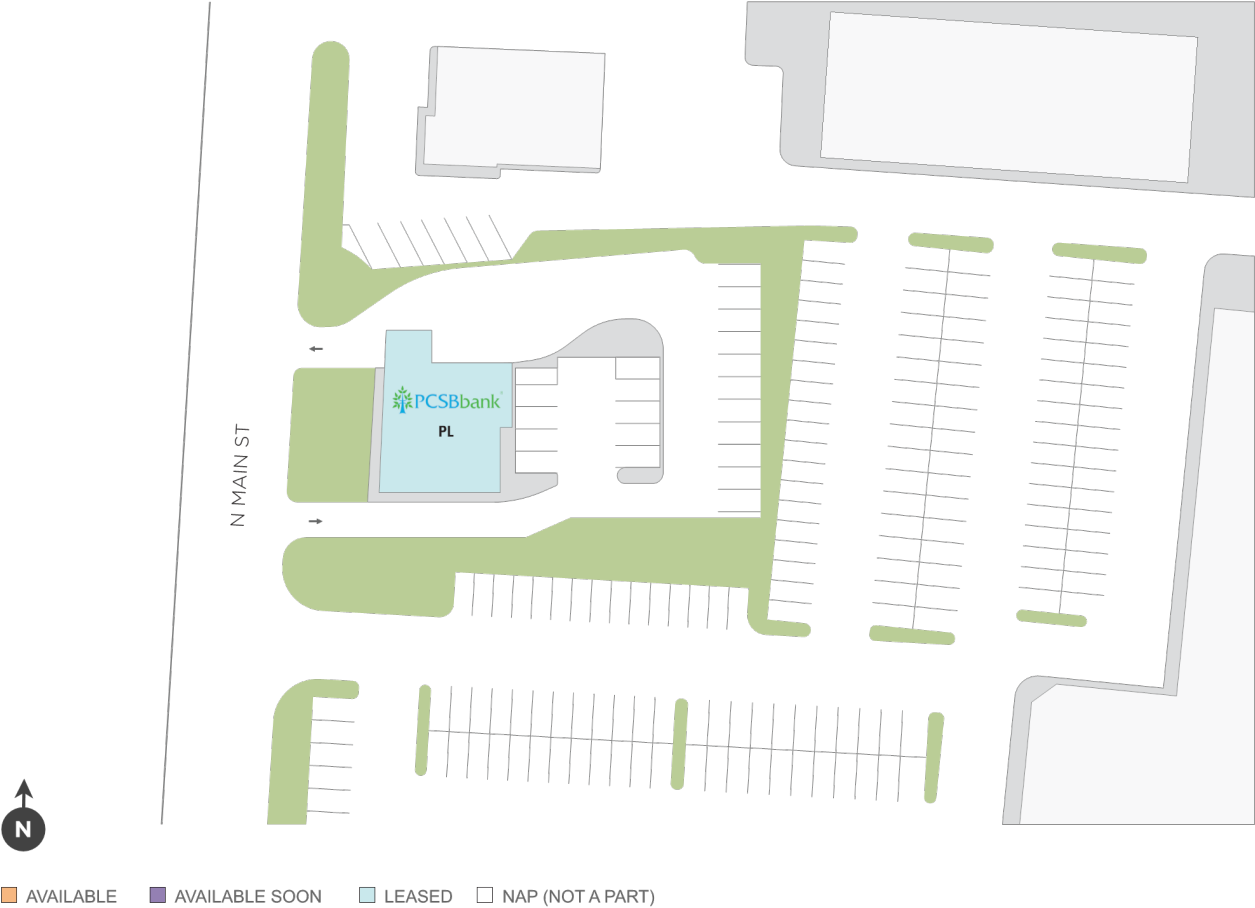 PCSBbank
PL
N MAIN ST
N
AVAILABLE
AVAILABLE SOON
LEASED
NAP (NOT A PART)